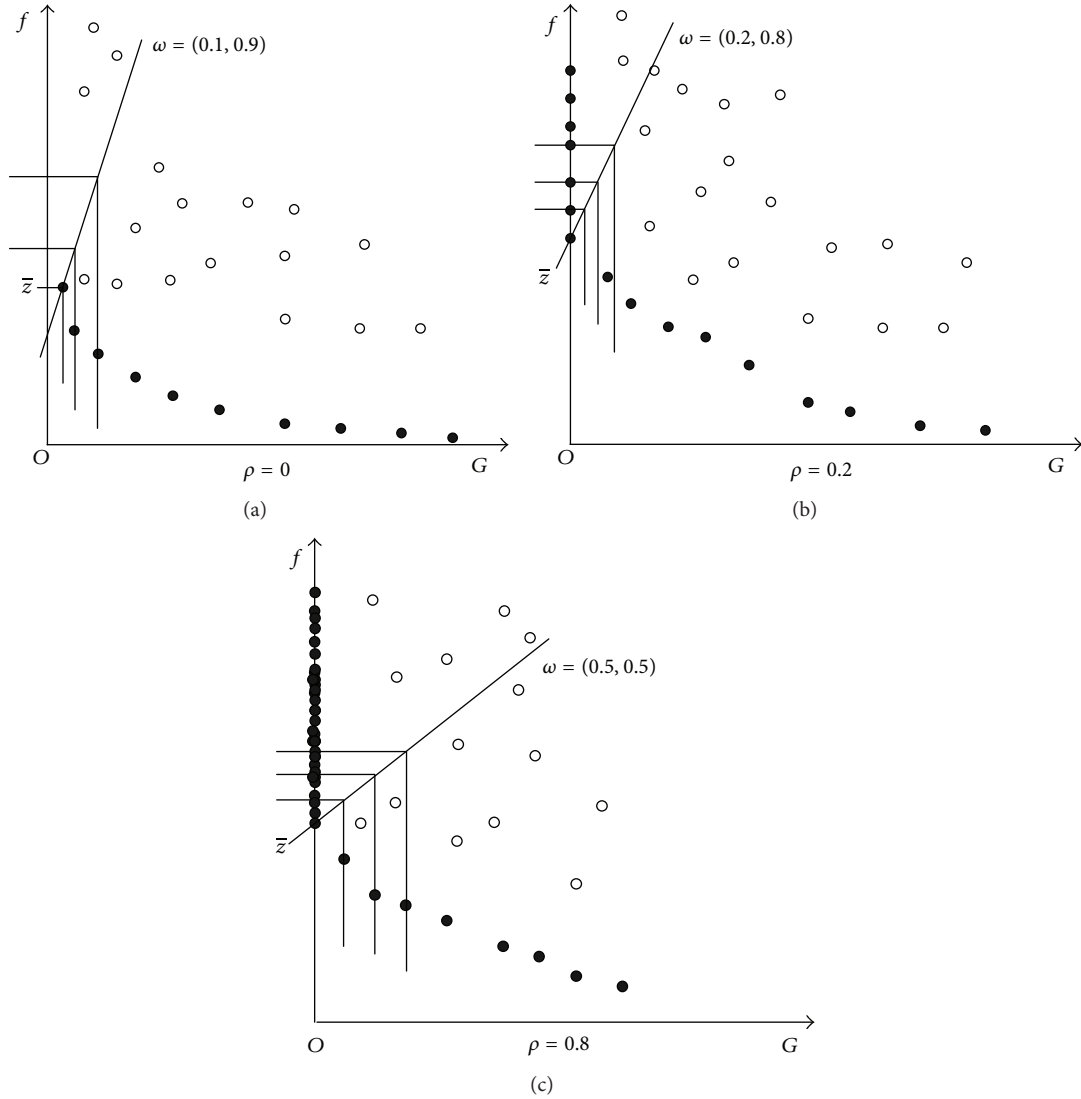 f
ω = (0.1, 0.9)
z̅
O
ρ = 0
G
(a)
f
ω = (0.2, 0.8)
z̅
O
ρ = 0.2
G
(b)
f
ω = (0.5, 0.5)
z̅
O
ρ = 0.8
G
(c)